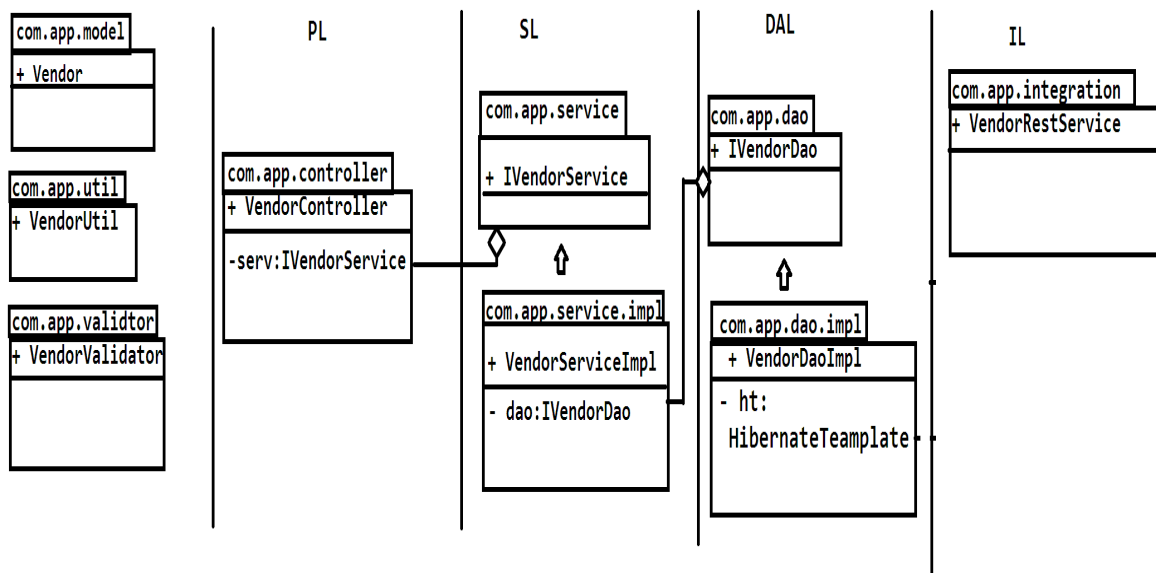 com.app.model
+ Vendor
com.app.util
+ VendorUtil
com.app.validtor
+ VendorValidator
PL
com.app.controller
+ VendorController
-serv:IVendorService
SL
com.app.service
+ IVendorService
com.app.service.impl
+ VendorServiceImpl
- dao:IVendorDao
DAL
com.app.dao
+ IVendorDao
com.app.dao.impl
+ VendorDaoImpl
- ht:
HibernateTeamplate
IL
com.app.integration
+ VendorRestService